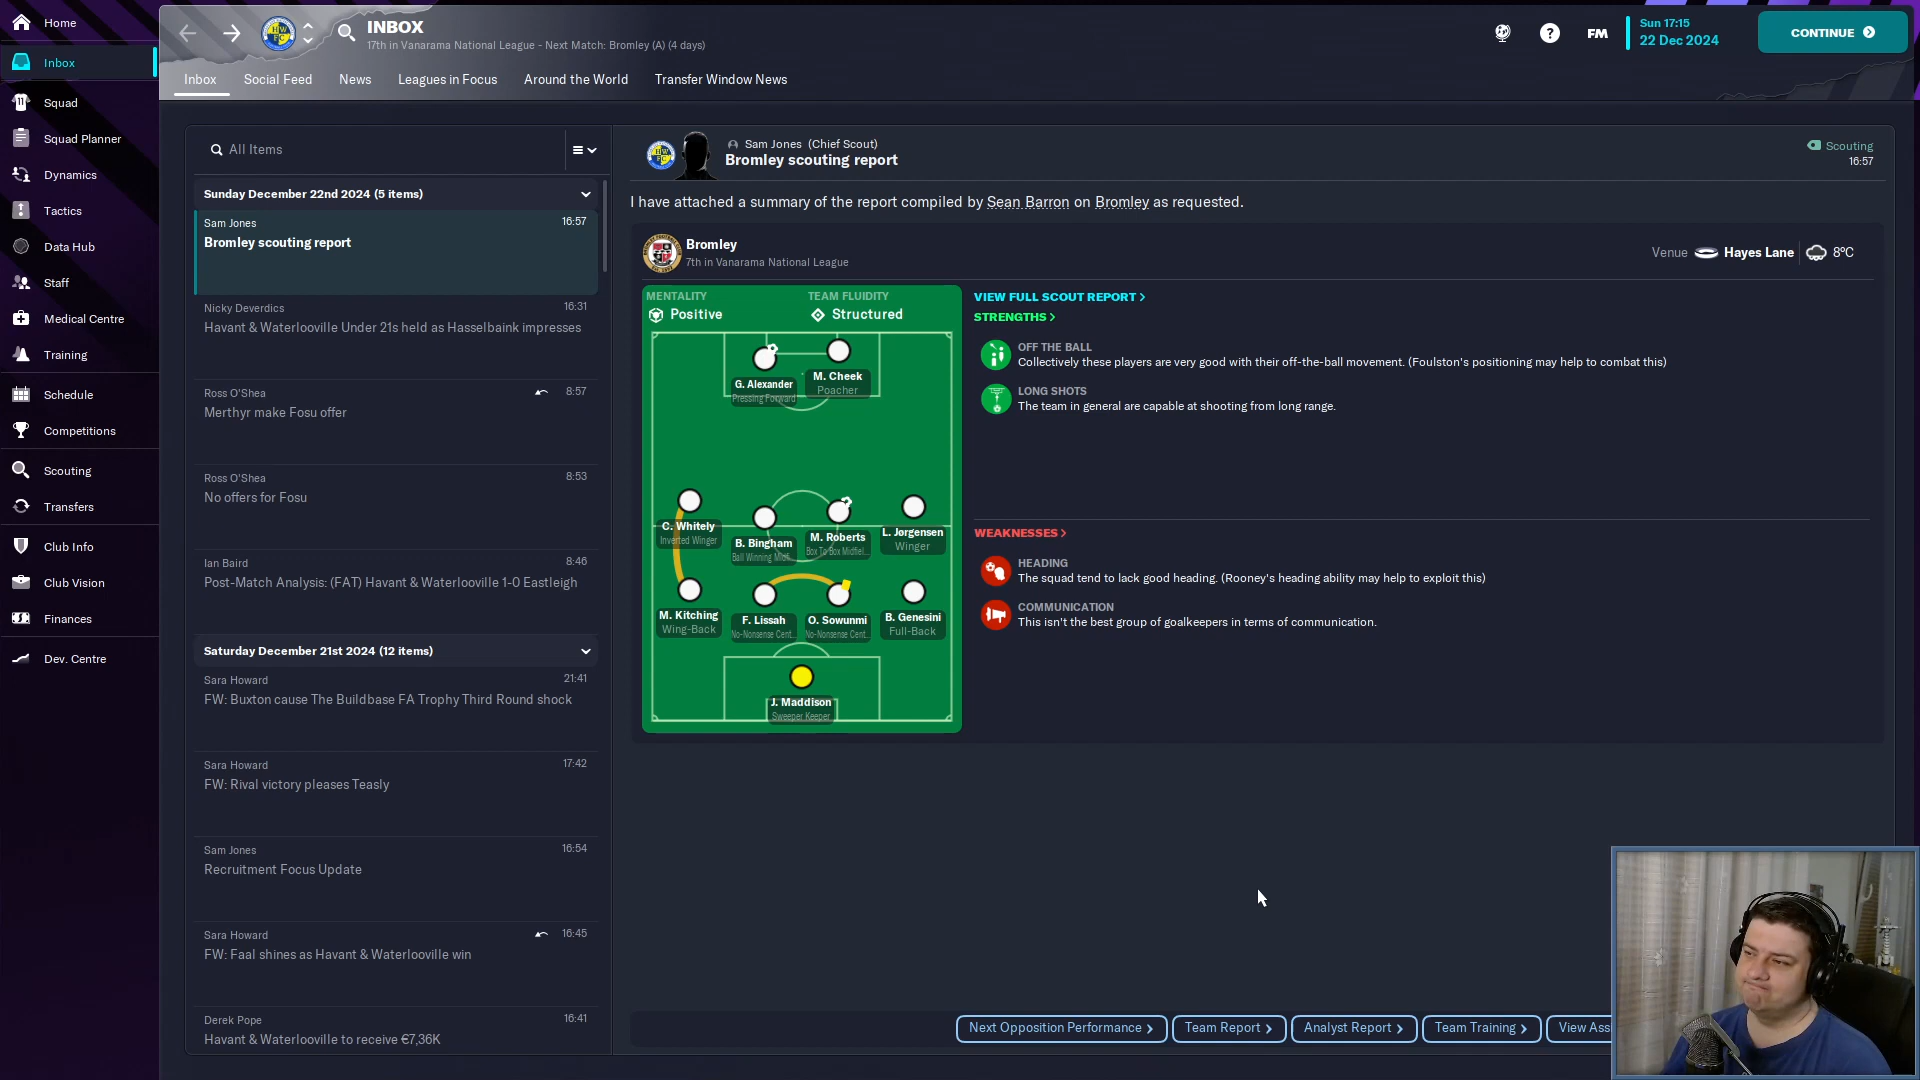 Home
Inbox
Squad
Squad Planner
Dynamics
Tactics
Data Hub
Staff
Medical Centre
Training
Schedule
Competitions
Scouting
Transfers
Club Info
Club Vision
Finances
Dev. Centre
INBOX
17th in Vanarama National League - Next Match: Bromley (A) (4 days)
FM
Sun 17:15
22 Dec 2024
CONTINUE
Inbox
Social Feed
News
Leagues in Focus
Around the World
Transfer Window News
All Items
Sunday December 22nd 2024 (5 items)
Sam Jones 16:57
Bromley scouting report
Nicky Deverdics 16:31
Havant & Waterlooville Under 21s held as Hasselbaink impresses
Ross O'Shea 8:57
Merthyr make Fosu offer
Ross O'Shea 8:53
No offers for Fosu
Ian Baird 8:46
Post-Match Analysis: (FAT) Havant & Waterlooville 1-0 Eastleigh
Saturday December 21st 2024 (12 items)
Sara Howard 21:41
FW: Buxton cause The Buildbase FA Trophy Third Round shock
Sara Howard 17:42
FW: Rival victory pleases Teasly
Sam Jones 16:54
Recruitment Focus Update
Sara Howard 16:45
FW: Faal shines as Havant & Waterlooville win
Derek Pope 16:41
Havant & Waterlooville to receive €7,36K
Sam Jones (Chief Scout)
Bromley scouting report
Scouting
16:57
I have attached a summary of the report compiled by Sean Barron on Bromley as requested.
Bromley
7th in Vanarama National League
Venue Hayes Lane 8°C
MENTALITY
Positive
TEAM FLUIDITY
Structured
G. Alexander
Pressing Forward
M. Cheek
Poacher
C. Whitely
Inverted Winger
B. Bingham
Ball Winning Midfi...
M. Roberts
Box To Box Midfiel...
L. Jorgensen
Winger
M. Kitching
Wing-Back
F. Lissah
No-Nonsense Cent...
O. Sowunmi
No-Nonsense Cent...
B. Genesini
Full-Back
J. Maddison
Sweeper Keeper
VIEW FULL SCOUT REPORT >
STRENGTHS >
OFF THE BALL
Collectively these players are very good with their off-the-ball movement. (Foulston's positioning may help to combat this)
LONG SHOTS
The team in general are capable at shooting from long range.
WEAKNESSES >
HEADING
The squad tend to lack good heading. (Rooney's heading ability may help to exploit this)
COMMUNICATION
This isn't the best group of goalkeepers in terms of communication.
Next Opposition Performance >
Team Report >
Analyst Report >
Team Training >
View Ass